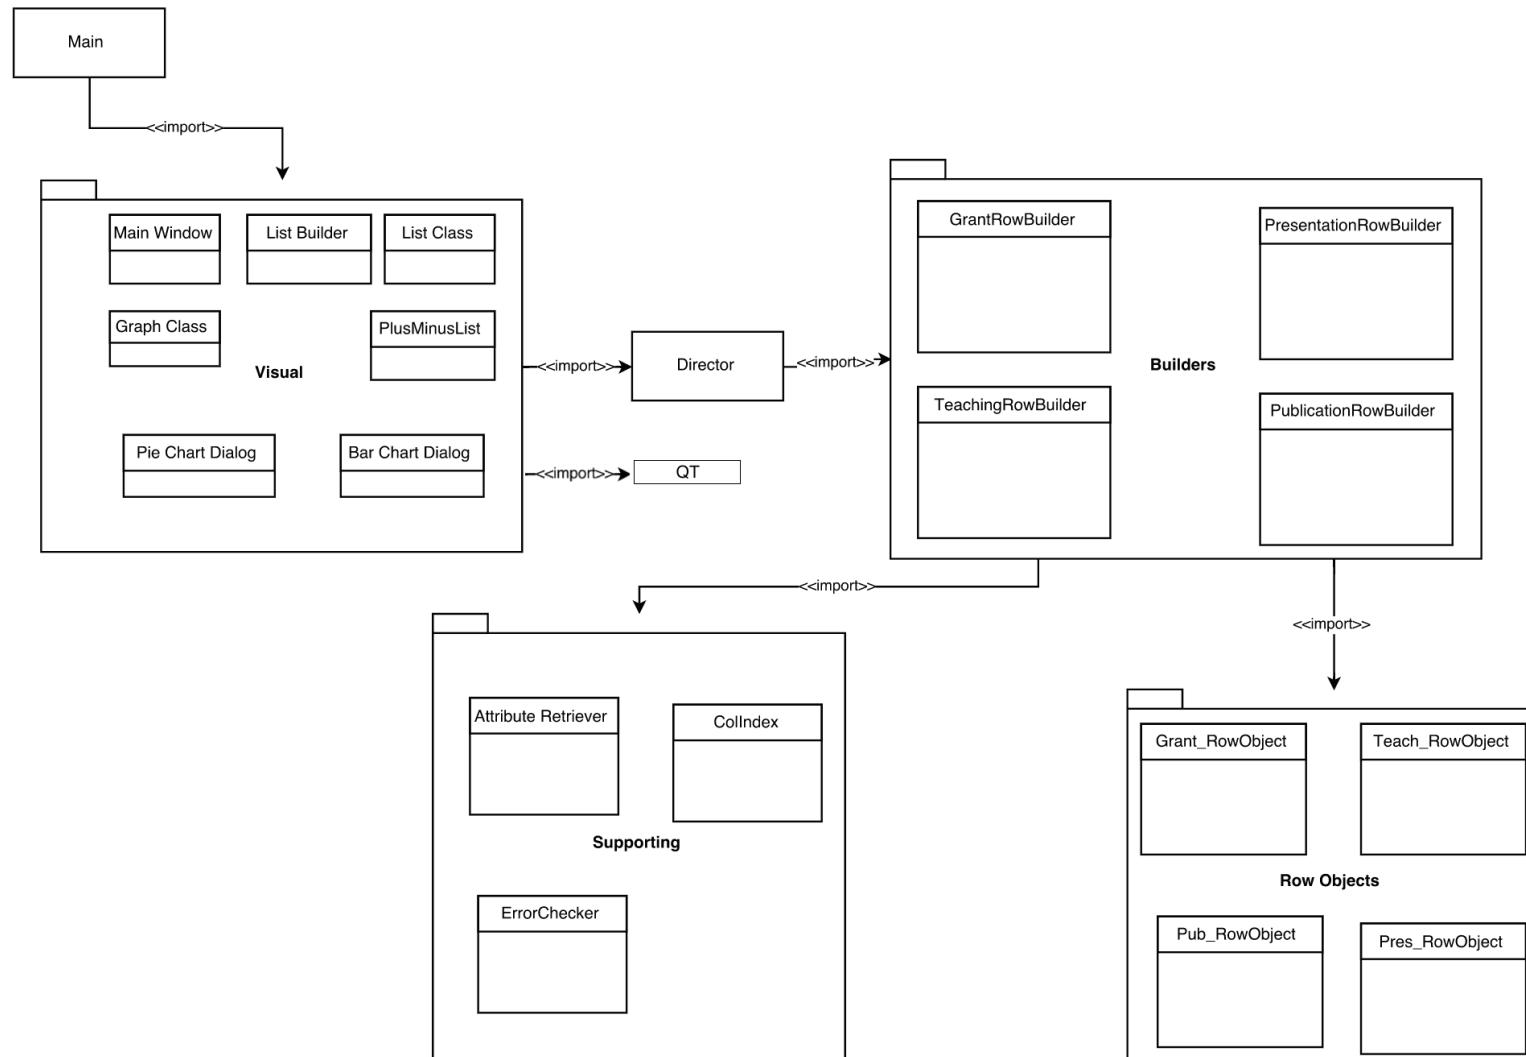 Main
<<import>>
Main Window
List Builder
List Class
Graph Class
PlusMinusList
Visual
Pie Chart Dialog
Bar Chart Dialog
<<import>>
Director
<<import>>
<<import>>
QT
GrantRowBuilder
PresentationRowBuilder
Builders
TeachingRowBuilder
PublicationRowBuilder
<<import>>
<<import>>
Attribute Retriever
ColIndex
Supporting
ErrorChecker
Grant_RowObject
Teach_RowObject
Row Objects
Pub_RowObject
Pres_RowObject